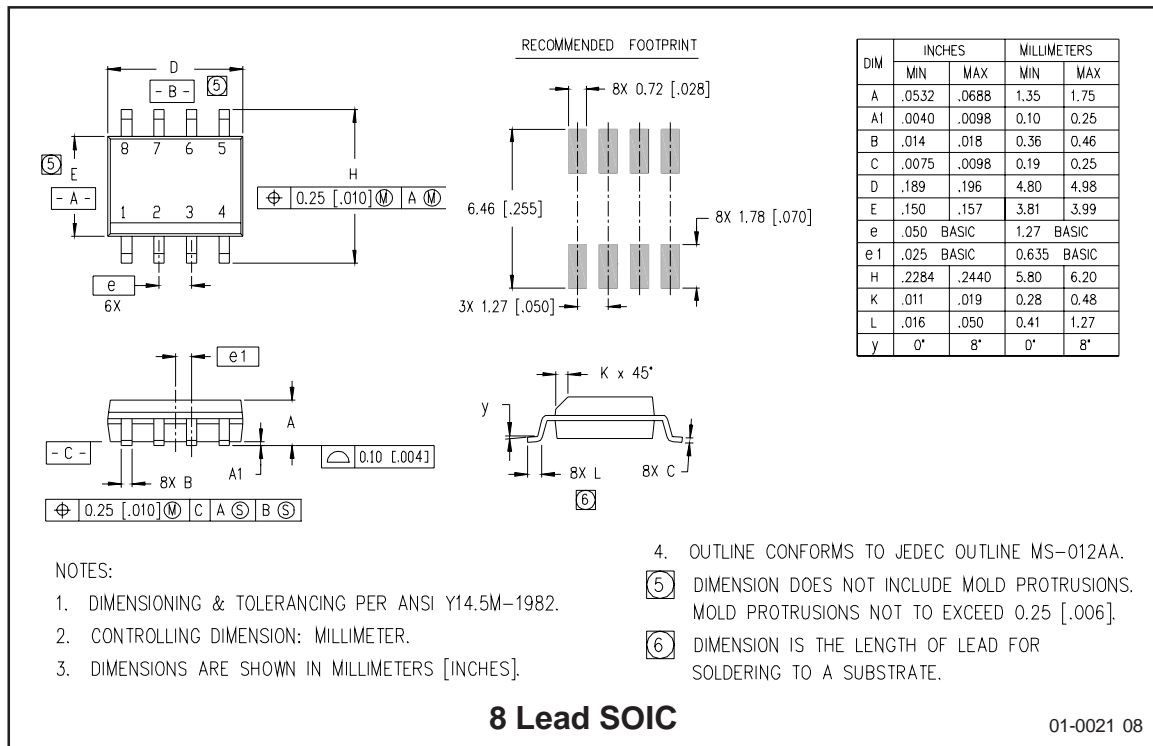 RECOMMENDED FOOTPRINT
D
- B - 5
8 7 6 5
5 E
- A -
H
⌖ 0.25 [.010] Ⓜ A Ⓜ
1 2 3 4
e
6X
8X 0.72 [.028]
6.46 [.255]
8X 1.78 [.070]
3X 1.27 [.050]
DIM INCHES MILLIMETERS
MIN MAX MIN MAX
A .0532 .0688 1.35 1.75
A1 .0040 .0098 0.10 0.25
B .014 .018 0.36 0.46
C .0075 .0098 0.19 0.25
D .189 .196 4.80 4.98
E .150 .157 3.81 3.99
e .050 BASIC 1.27 BASIC
e1 .025 BASIC 0.635 BASIC
H .2284 .2440 5.80 6.20
K .011 .019 0.28 0.48
L .016 .050 0.41 1.27
y 0° 8° 0° 8°
e1
A
- C -
A1
8X B
⌓ 0.10 [.004]
⌖ 0.25 [.010] Ⓜ C A Ⓢ B Ⓢ
K x 45°
y
8X L
8X C
6
NOTES:
1. DIMENSIONING & TOLERANCING PER ANSI Y14.5M-1982.
2. CONTROLLING DIMENSION: MILLIMETER.
3. DIMENSIONS ARE SHOWN IN MILLIMETERS [INCHES].
4. OUTLINE CONFORMS TO JEDEC OUTLINE MS-012AA.
5 DIMENSION DOES NOT INCLUDE MOLD PROTRUSIONS.
MOLD PROTRUSIONS NOT TO EXCEED 0.25 [.006].
6 DIMENSION IS THE LENGTH OF LEAD FOR
SOLDERING TO A SUBSTRATE.
8 Lead SOIC
01-0021 08